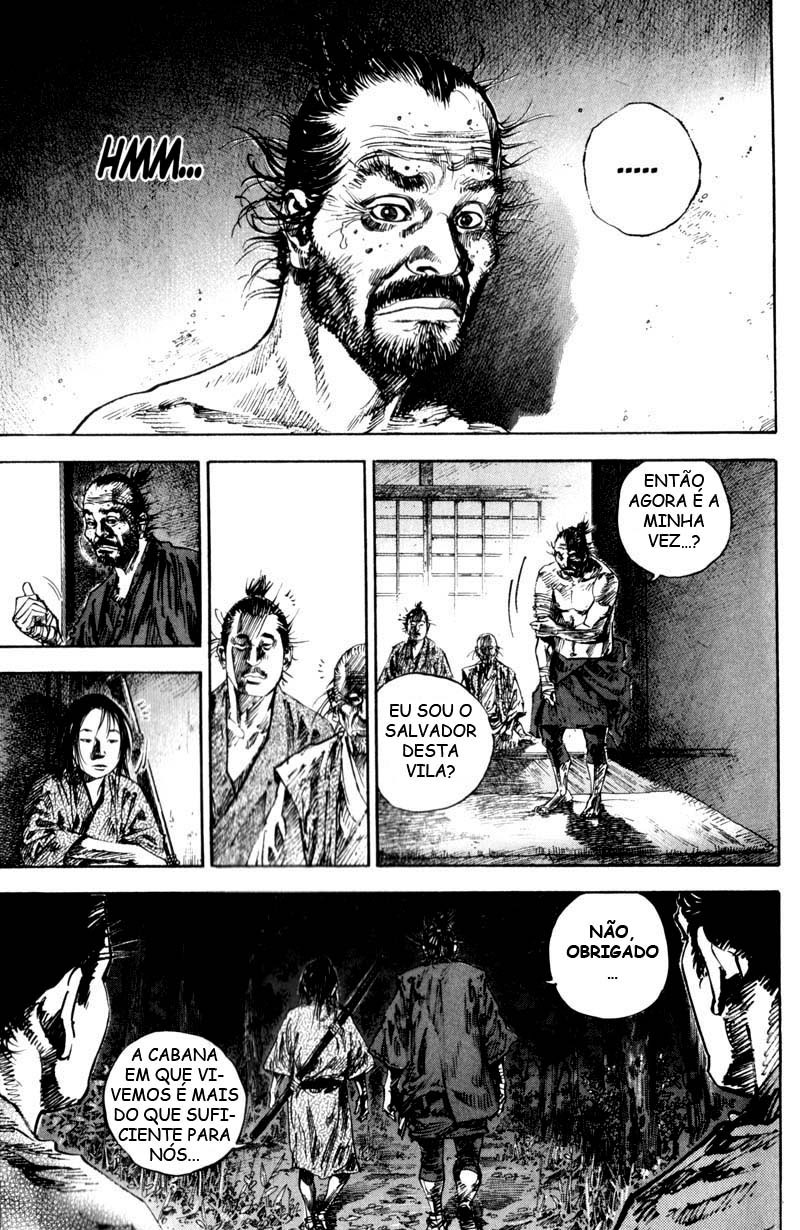 .....
HMM...
ENTÃO
AGORA É A
MINHA
VEZ...?
EU SOU O
SALVADOR
DESTA
VILA?
NÃO,
OBRIGADO
...
A CABANA
EM QUE VI-
VEMOS É MAIS
DO QUE SUFI-
CIENTE PARA
NÓS...